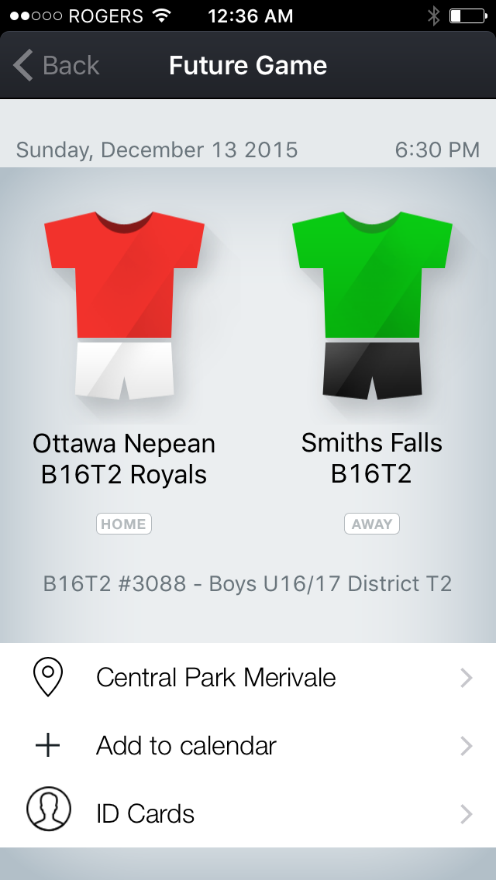 ROGERS 12:36 AM
Back Future Game
Sunday, December 13 2015 6:30 PM
Ottawa Nepean
B16T2 Royals
HOME
Smiths Falls
B16T2
AWAY
B16T2 #3088 - Boys U16/17 District T2
Central Park Merivale
Add to calendar
ID Cards